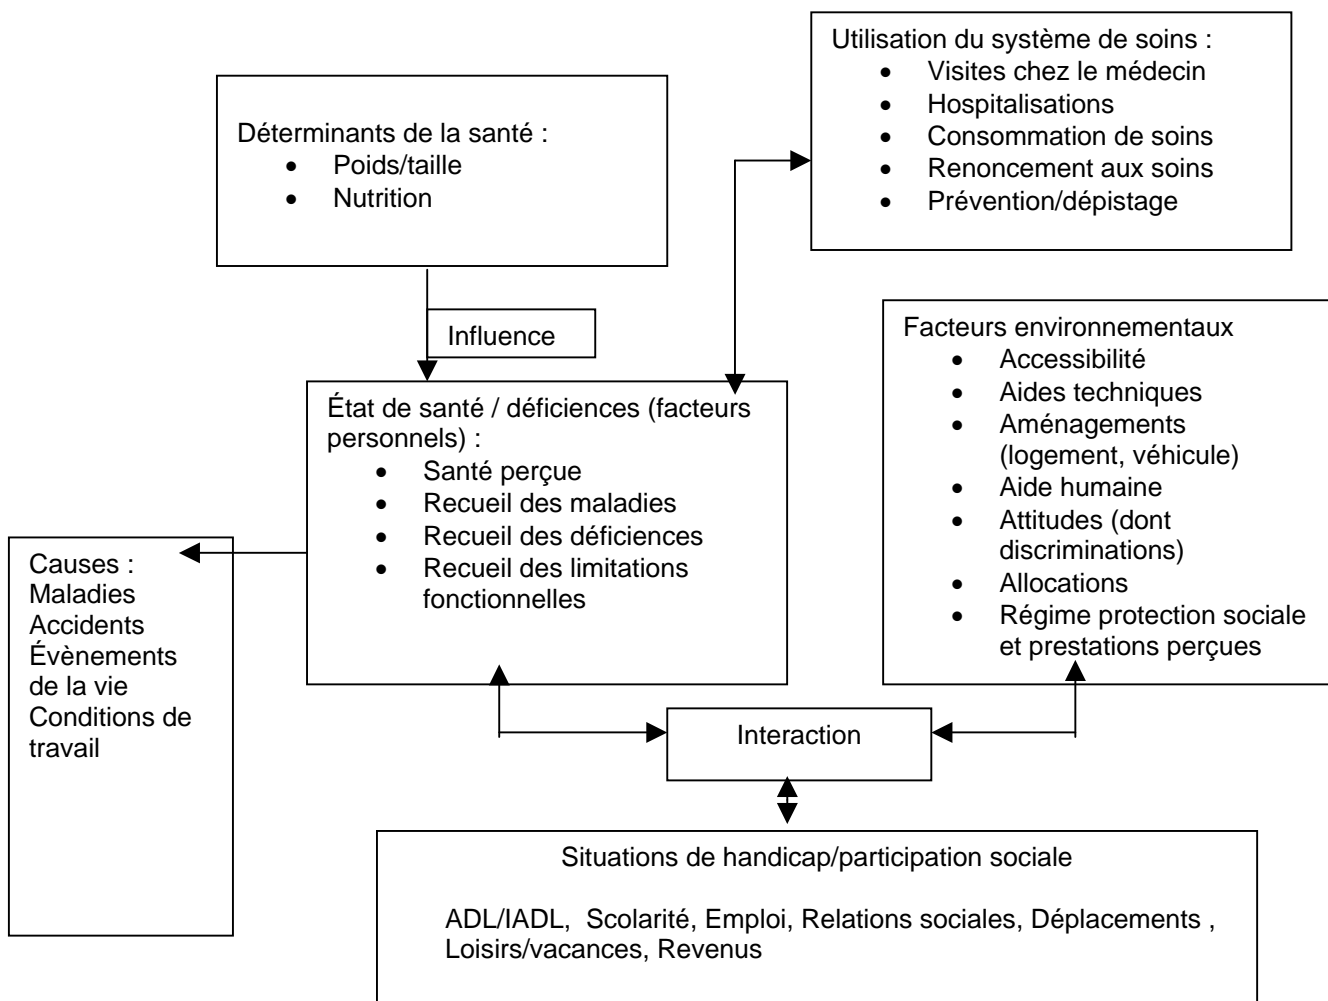 Utilisation du système de soins :
• Visites chez le médecin
• Hospitalisations
• Consommation de soins
• Renoncement aux soins
• Prévention/dépistage
Déterminants de la santé :
• Poids/taille
• Nutrition
Influence
Facteurs environnementaux
• Accessibilité
• Aides techniques
• Aménagements
(logement, véhicule)
• Aide humaine
• Attitudes (dont
discriminations)
• Allocations
• Régime protection sociale
et prestations perçues
État de santé / déficiences (facteurs
personnels) :
• Santé perçue
• Recueil des maladies
• Recueil des déficiences
• Recueil des limitations
fonctionnelles
Causes :
Maladies
Accidents
Évènements
de la vie
Conditions de
travail
Interaction
Situations de handicap/participation sociale
ADL/IADL, Scolarité, Emploi, Relations sociales, Déplacements ,
Loisirs/vacances, Revenus